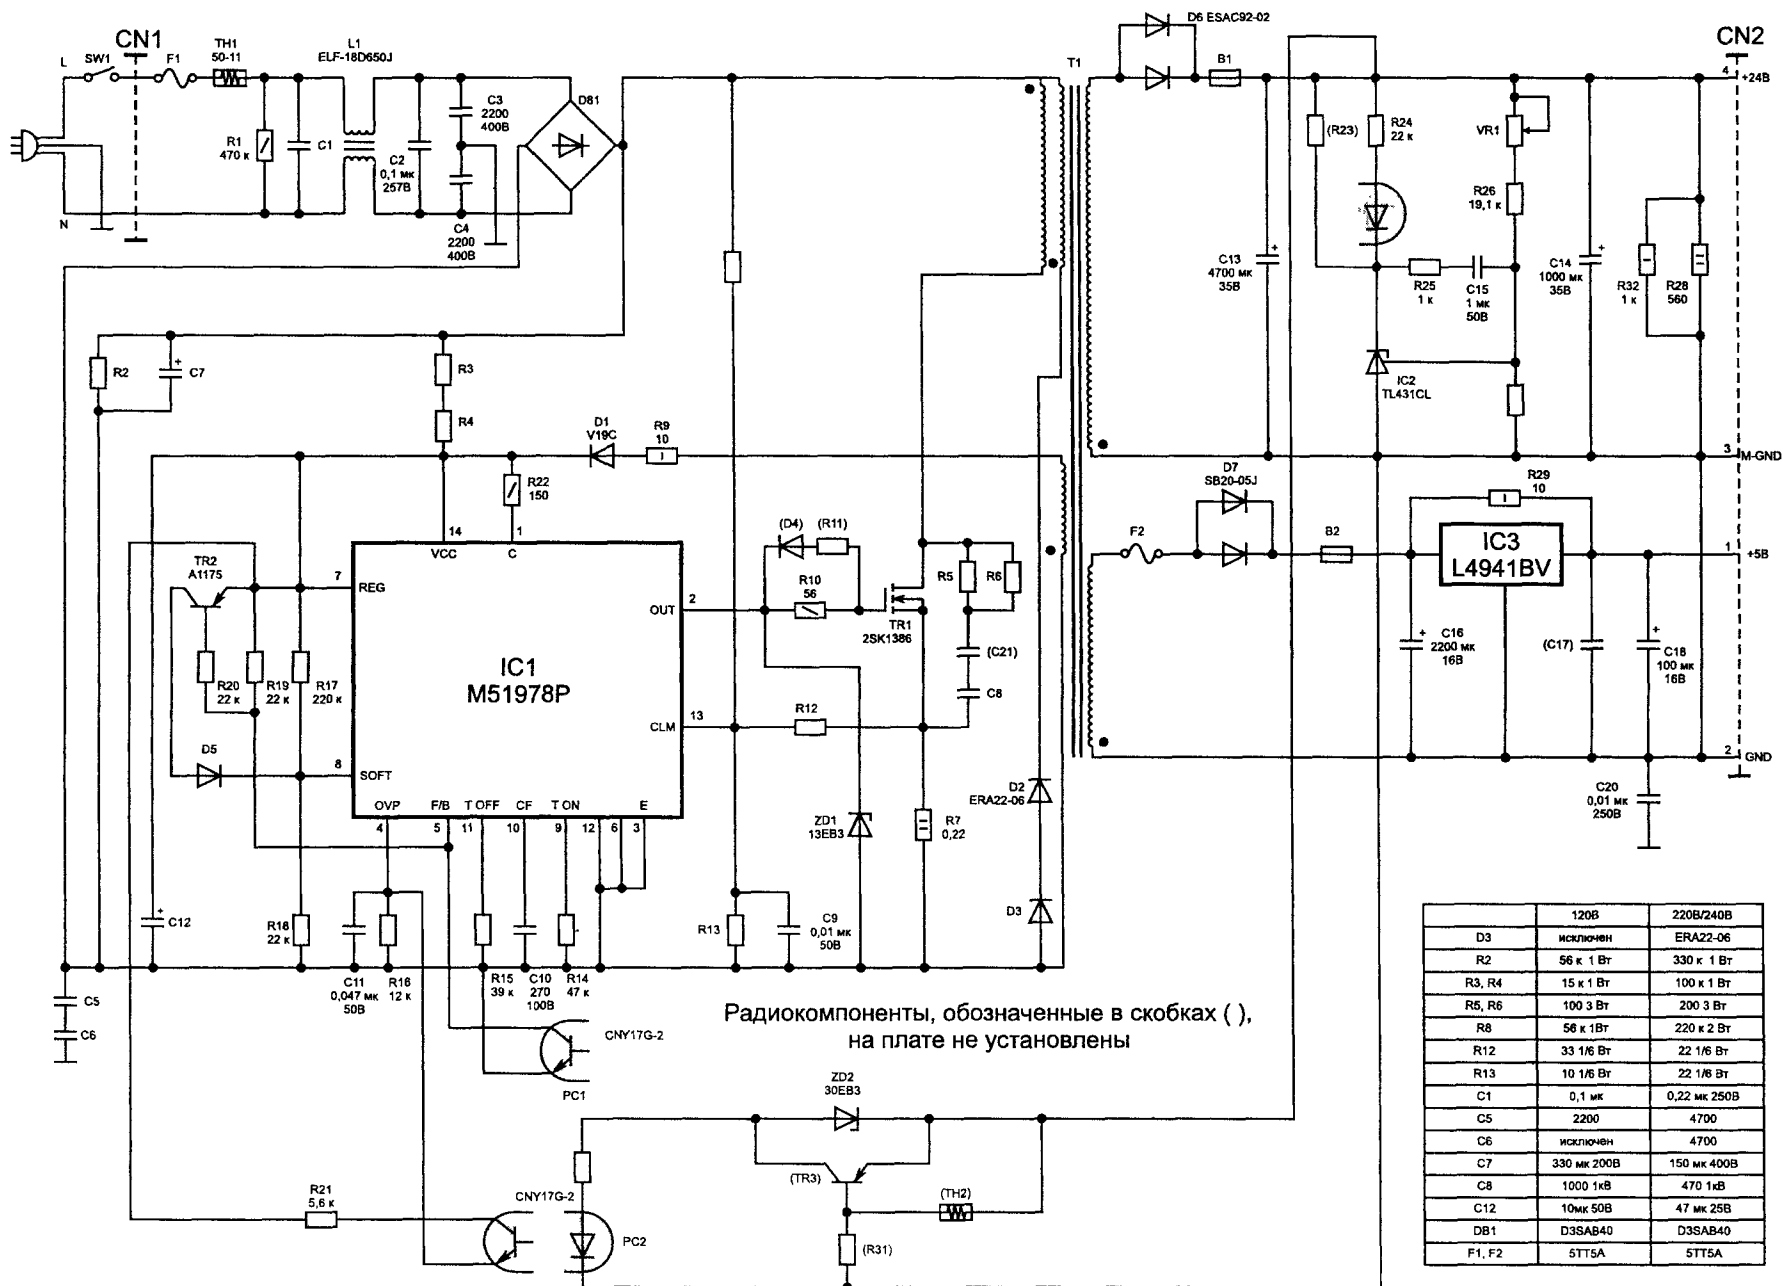 CN1
L
SW1
F1
TH1
50-11
L1
ELF-18D650J
R1
470 к
C1
C2
0,1 мк
257В
C3
2200
400В
C4
2200
400В
D81
N
T1
D6 ESAC92-02
B1
CN2
4
+24В
(R23)
R24
22 к
VR1
R26
19,1 к
C13
4700 мк
35В
R25
1 к
C15
1 мк
50В
C14
1000 мк
35В
R32
1 к
R28
560
IC2
TL431CL
3
M-GND
R2
C7
R3
R4
D1
V19C
R9
10
R22
150
14
VCC
1
C
TR2
A1175
7
REG
R20
22 к
R19
22 к
R17
220 к
D5
8
SOFT
IC1
M51978P
OUT
2
CLM
13
OVP
F/B
T OFF
CF
T ON
E
4
5
11
10
9
12
6
3
(D4)
(R11)
R10
56
TR1
2SK1386
R5
R6
(C21)
C8
R12
ZD1
13EB3
R7
0,22
D2
ERA22-06
D3
D7
SB20-05J
F2
B2
R29
10
IC3
L4941BV
1
+5В
C16
2200 мк
16В
(C17)
C18
100 мк
16В
2
GND
C20
0,01 мк
250В
C12
R18
22 к
C11
0,047 мк
50В
R16
12 к
R15
39 к
C10
270
100В
R14
47 к
R13
C9
0,01 мк
50В
C5
C6
Радиокомпоненты, обозначенные в скобках ( ),
на плате не установлены
CNY17G-2
PC1
ZD2
30EB3
(TR3)
(TH2)
(R31)
R21
5,6 к
CNY17G-2
PC2
120В 220В/240В
D3 исключен ERA22-06
R2 56 к 1 Вт 330 к 1 Вт
R3, R4 15 к 1 Вт 100 к 1 Вт
R5, R6 100 3 Вт 200 3 Вт
R8 56 к 1Вт 220 к 2 Вт
R12 33 1/6 Вт 22 1/6 Вт
R13 10 1/6 Вт 22 1/6 Вт
C1 0,1 мк 0,22 мк 250В
C5 2200 4700
C6 исключен 4700
C7 330 мк 200В 150 мк 400В
C8 1000 1кВ 470 1кВ
C12 10мк 50В 47 мк 25В
DB1 D3SAB40 D3SAB40
F1, F2 5TT5A 5TT5A